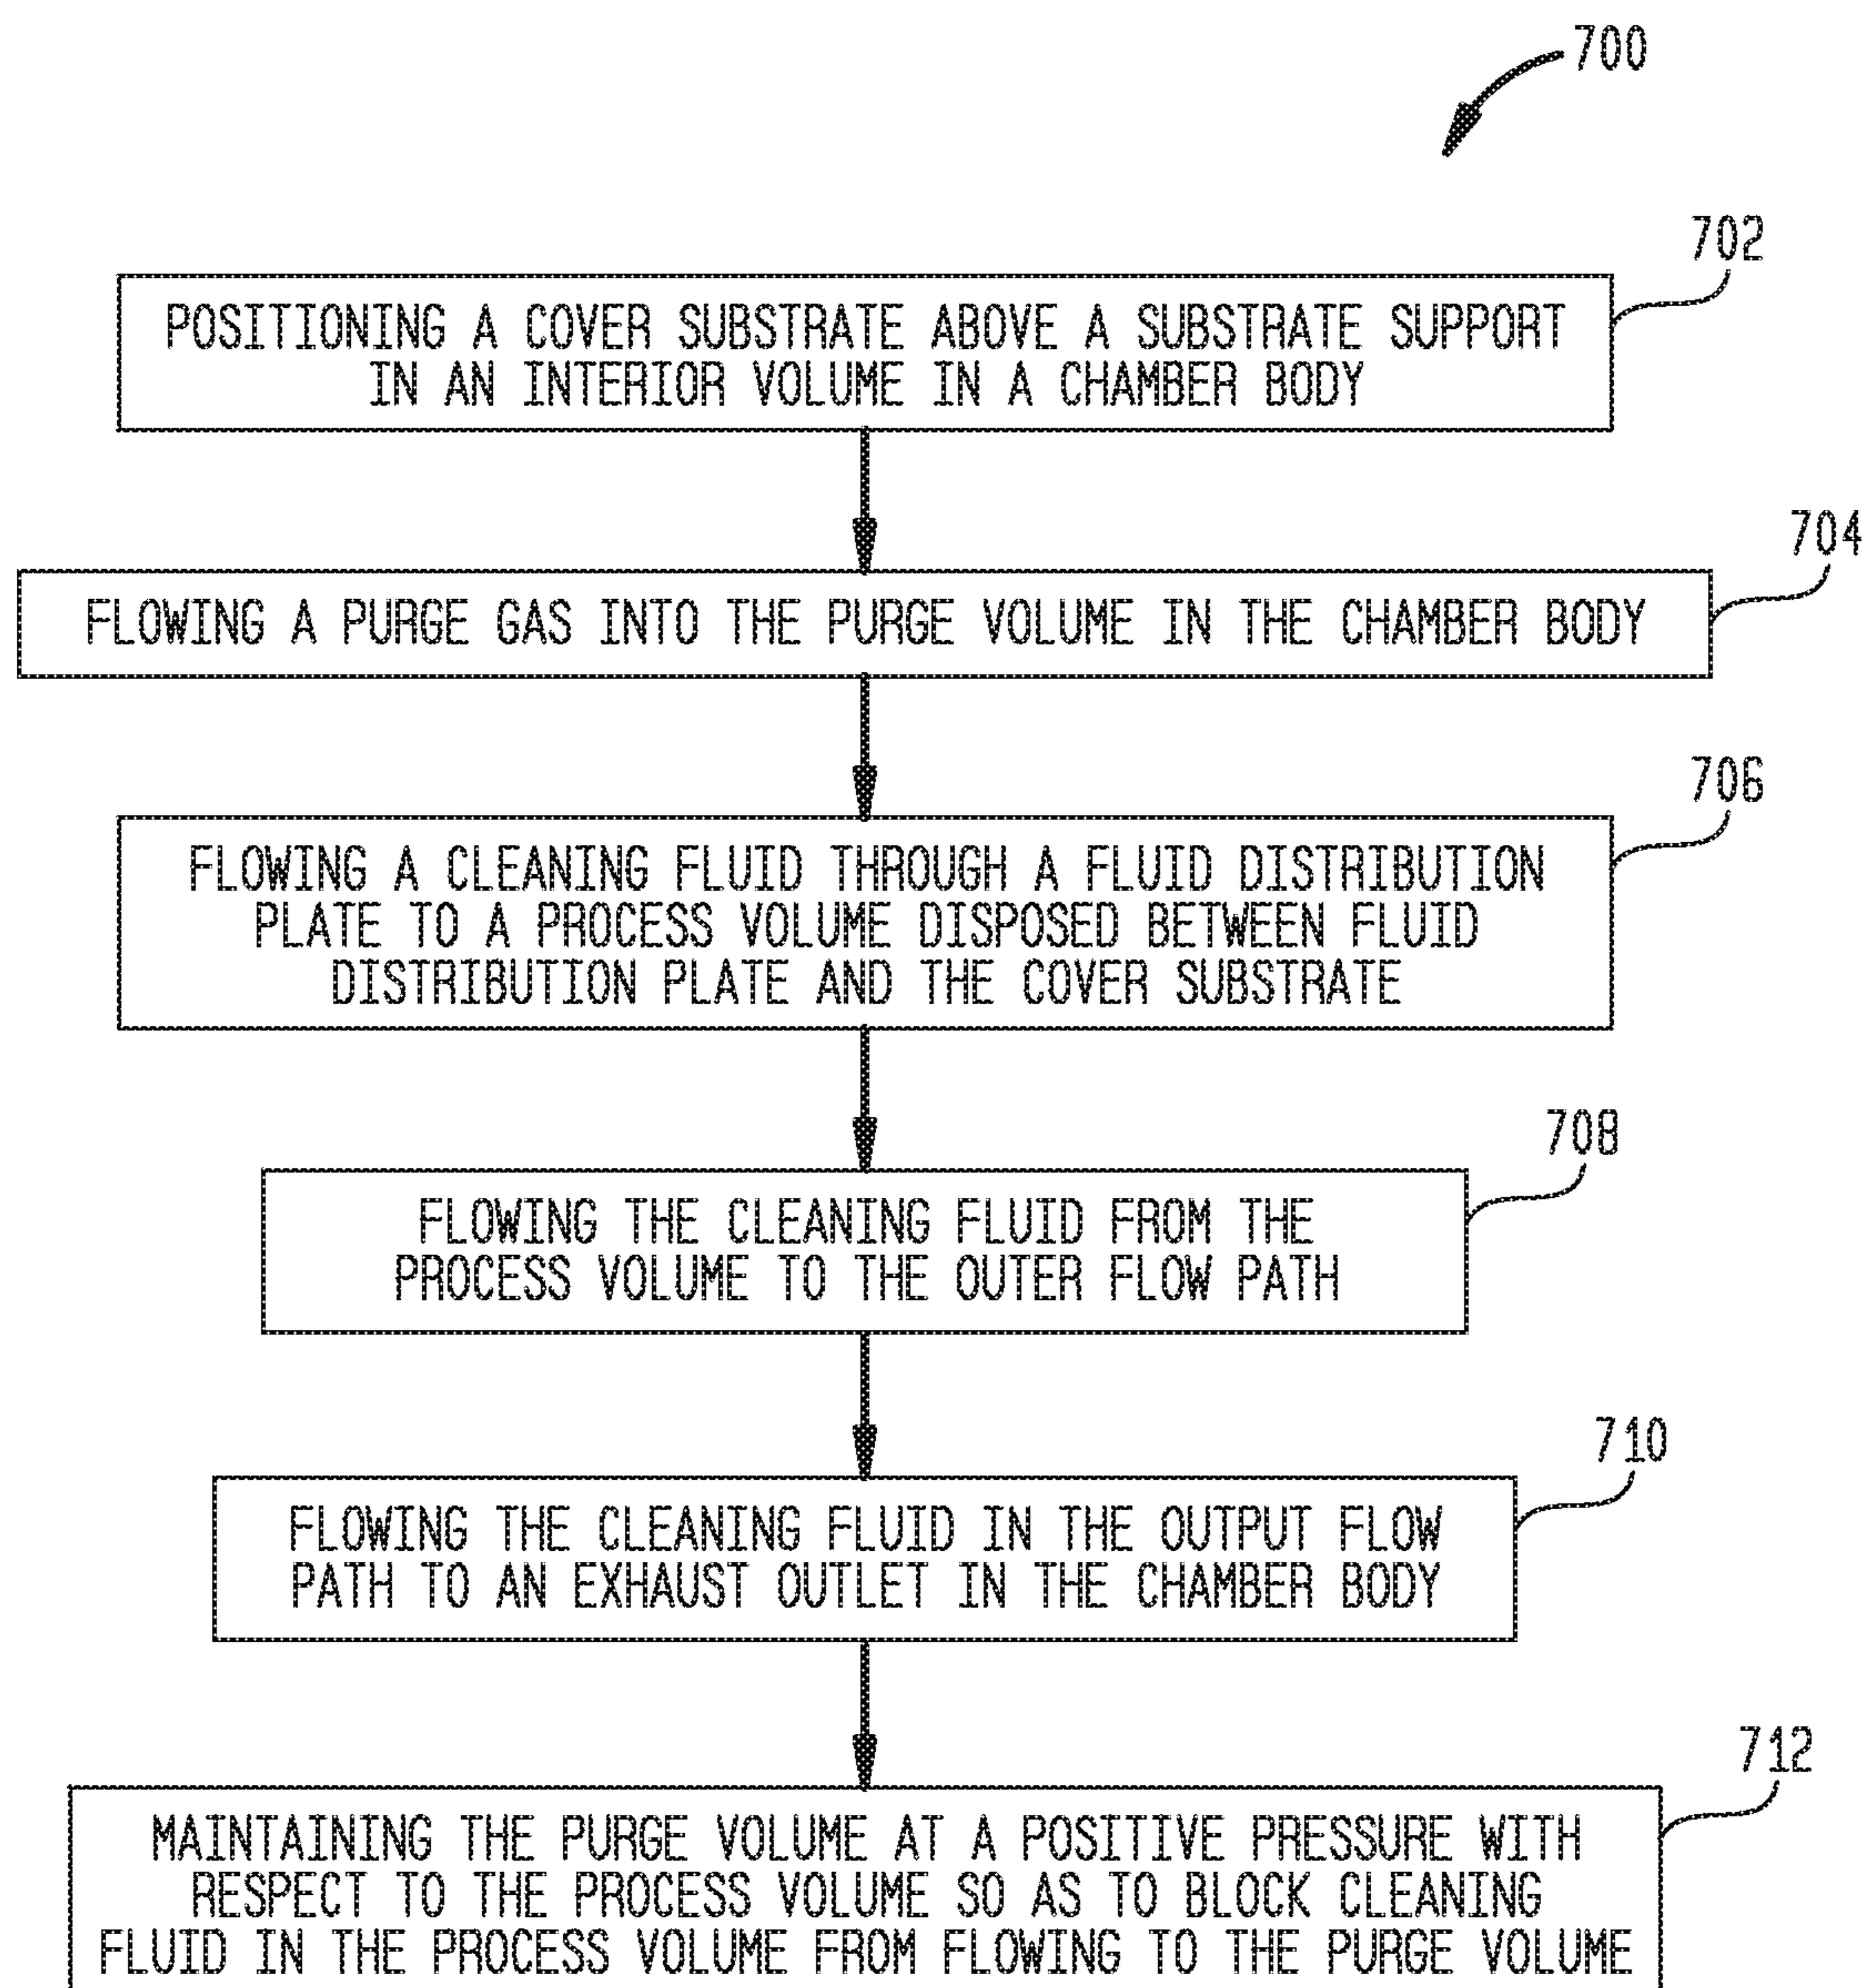 700
702
POSITIONING A COVER SUBSTRATE ABOVE A SUBSTRATE SUPPORT
IN AN INTERIOR VOLUME IN A CHAMBER BODY
704
FLOWING A PURGE GAS INTO THE PURGE VOLUME IN THE CHAMBER BODY
706
FLOWING A CLEANING FLUID THROUGH A FLUID DISTRIBUTION
PLATE TO A PROCESS VOLUME DISPOSED BETWEEN FLUID
DISTRIBUTION PLATE AND THE COVER SUBSTRATE
708
FLOWING THE CLEANING FLUID FROM THE
PROCESS VOLUME TO THE OUTER FLOW PATH
710
FLOWING THE CLEANING FLUID IN THE OUTPUT FLOW
PATH TO AN EXHAUST OUTLET IN THE CHAMBER BODY
712
MAINTAINING THE PURGE VOLUME AT A POSITIVE PRESSURE WITH
RESPECT TO THE PROCESS VOLUME SO AS TO BLOCK CLEANING
FLUID IN THE PROCESS VOLUME FROM FLOWING TO THE PURGE VOLUME